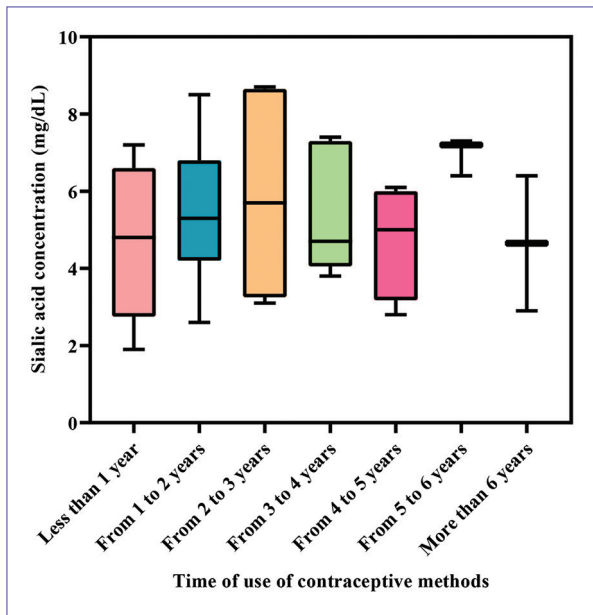 10
8
6
4
2
0
Sialic acid concentration (mg/dL)
Less than 1 year
From 1 to 2 years
From 2 to 3 years
From 3 to 4 years
From 4 to 5 years
From 5 to 6 years
More than 6 years
Time of use of contraceptive methods